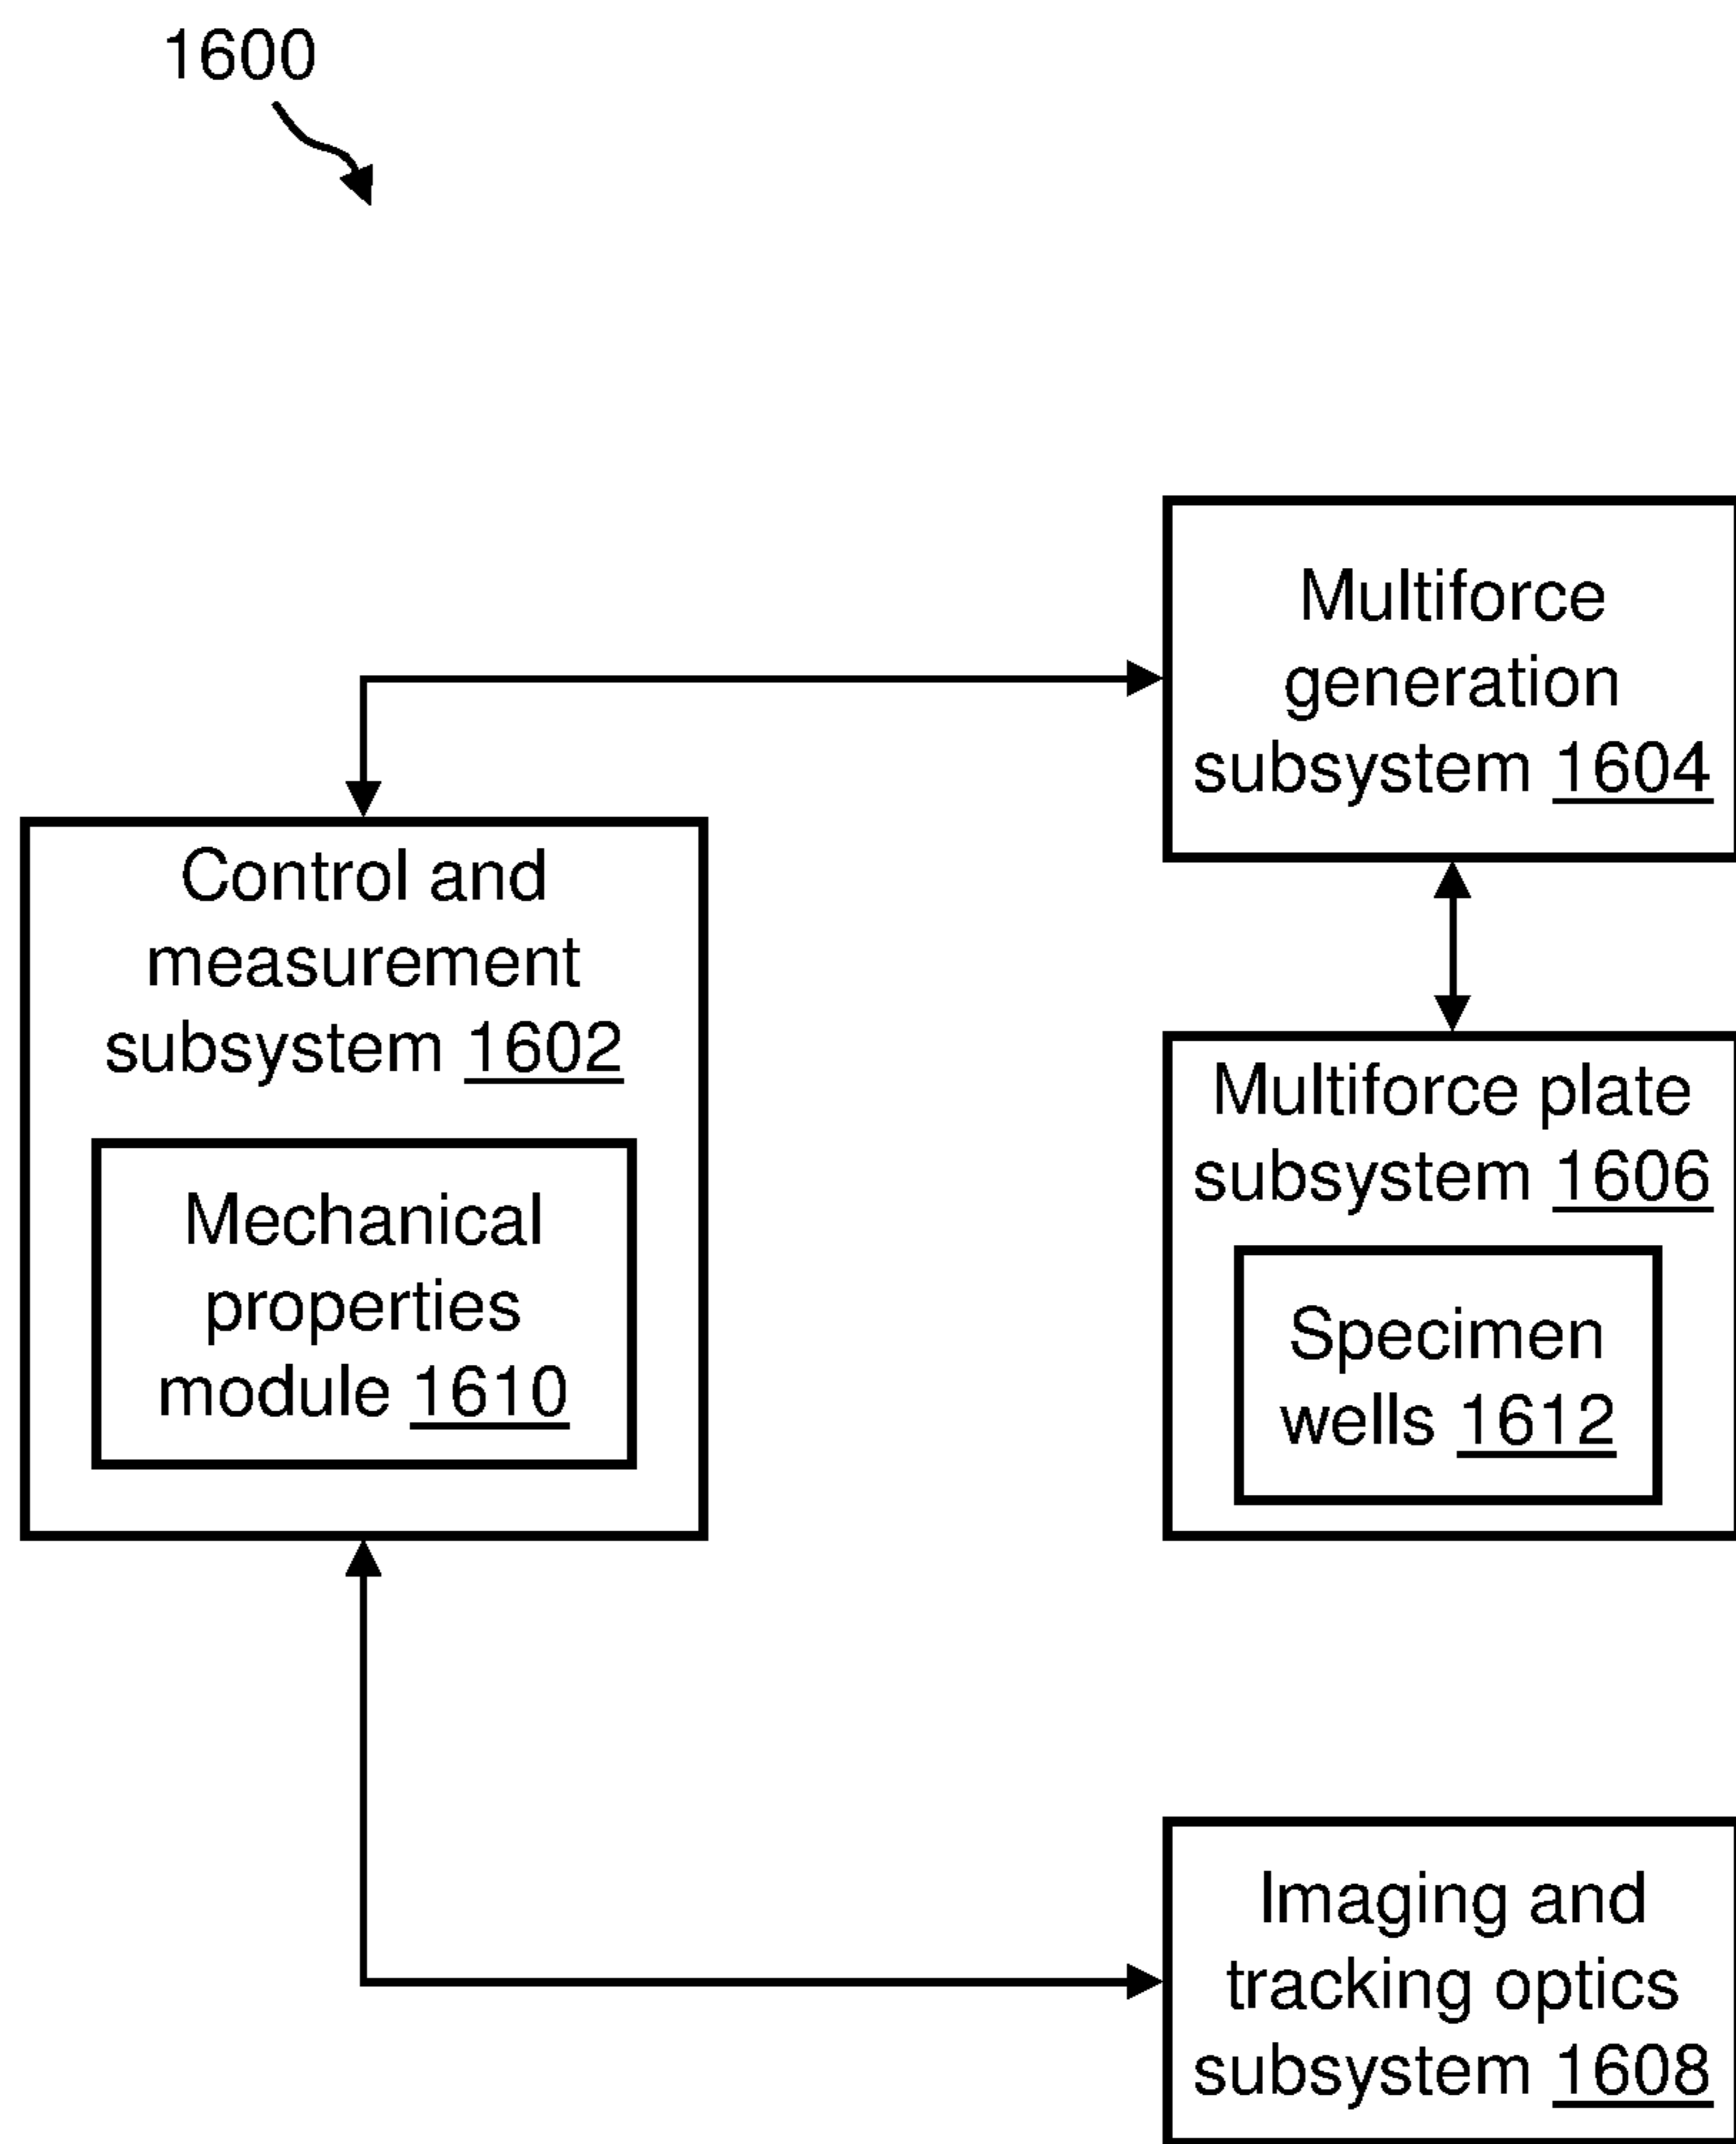 1600
Multiforce
generation
subsystem 1604
Control and
measurement
subsystem 1602
Mechanical
properties
module 1610
Multiforce plate
subsystem 1606
Specimen
wells 1612
Imaging and
tracking optics
subsystem 1608